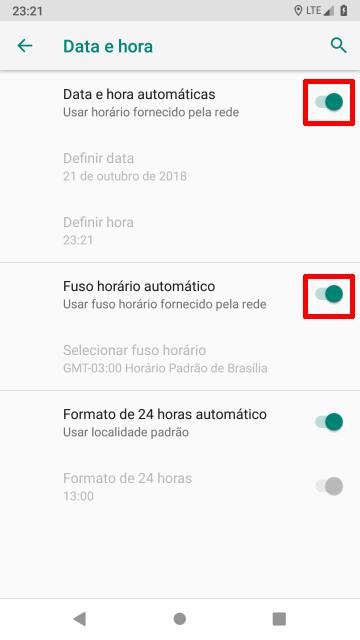 23:21
LTE
Data e hora
Data e hora automáticas
Usar horário fornecido pela rede
Definir data
21 de outubro de 2018
Definir hora
23:21
Fuso horário automático
Usar fuso horário fornecido pela rede
Selecionar fuso horário
GMT-03:00 Horário Padrão de Brasília
Formato de 24 horas automático
Usar localidade padrão
Formato de 24 horas
13:00